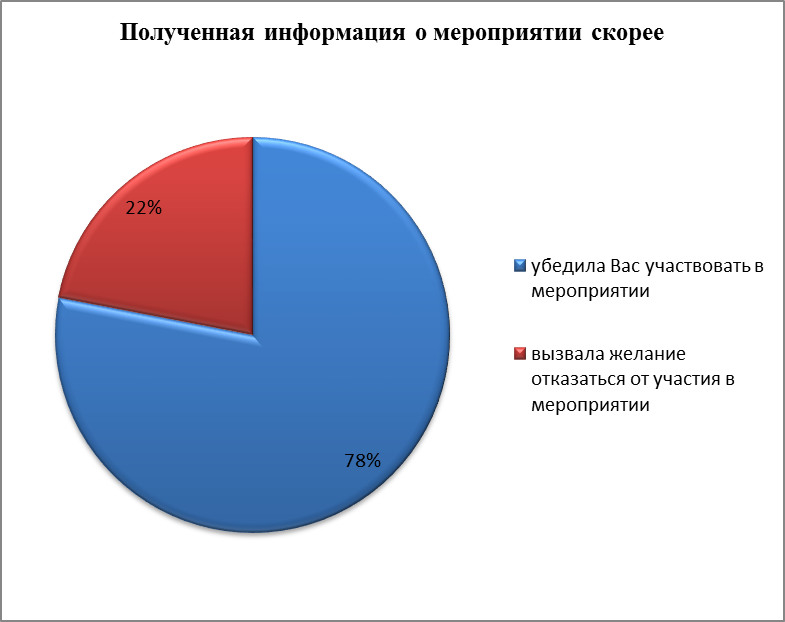 Полученная информация о мероприятии скорее
22%
78%
убедила Вас участвовать в
мероприятии
вызвала желание
отказаться от участия в
мероприятии